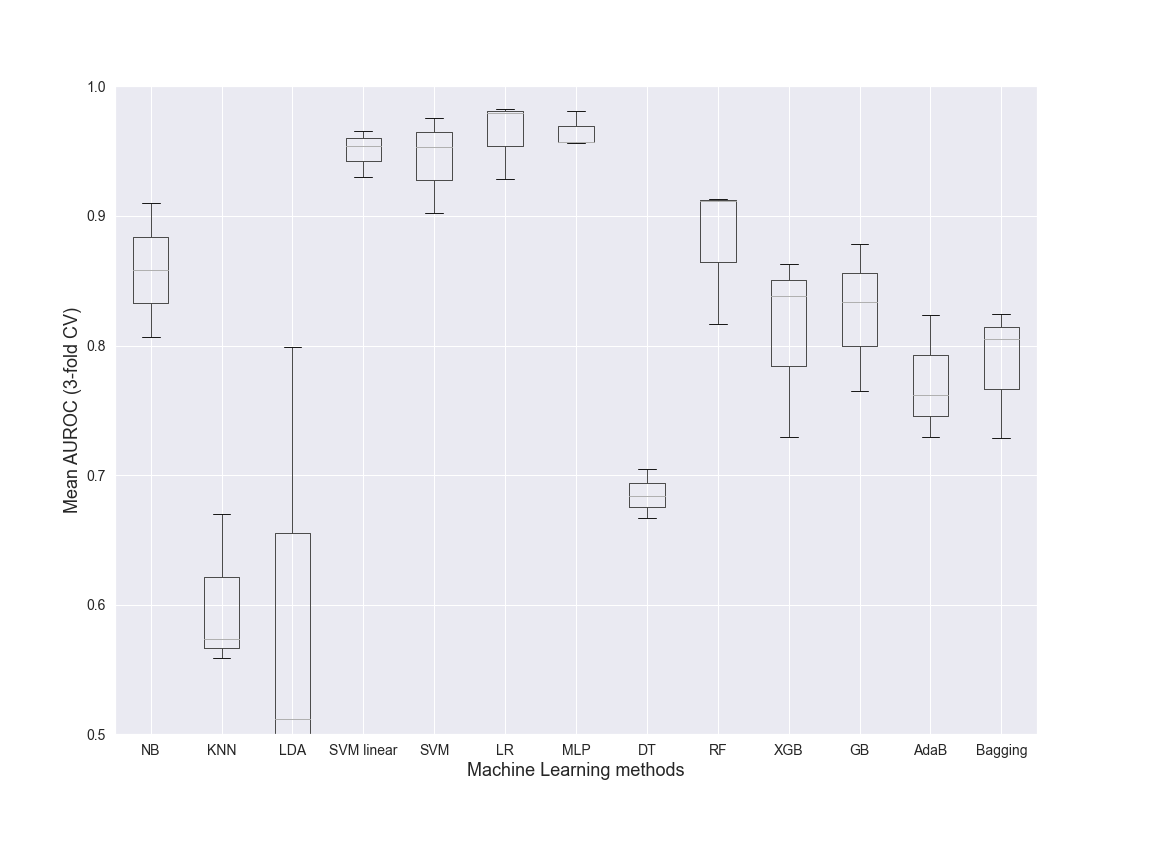 1.0
0.9
0.8
0.7
0.6
0.5
Mean AUROC (3-fold CV)
NB KNN LDA SVM linear SVM LR MLP DT RF XGB GB AdaB Bagging
Machine Learning methods